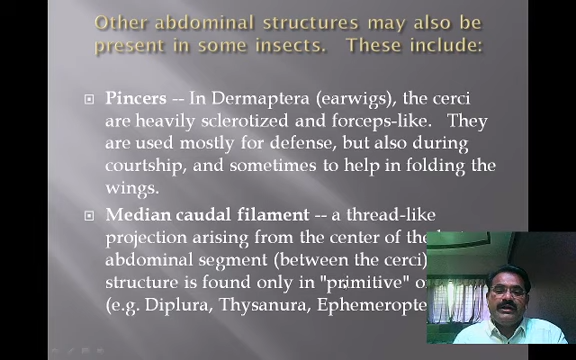 Other abdominal structures may also be
present in some insects. These include:
Pincers -- In Dermaptera (earwigs), the cerci
are heavily sclerotized and forceps-like. They
are used mostly for defense, but also during
courtship, and sometimes to help in folding the
wings.
Median caudal filament -- a thread-like
projection arising from the center of the
abdominal segment (between the cerci)
structure is found only in "primitive"
(e.g. Diplura, Thysanura,